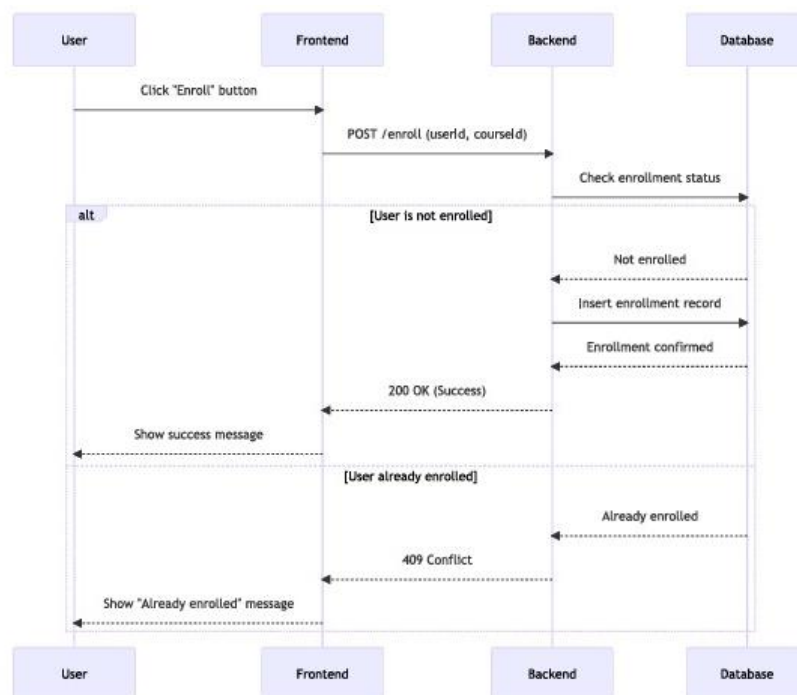 User Frontend Backend Database
Click "Enroll" button
POST /enroll (userId, courseId)
Check enrollment status
alt [User is not enrolled]
Not enrolled
Insert enrollment record
Enrollment confirmed
200 OK (Success)
Show success message
[User already enrolled]
Already enrolled
409 Conflict
Show "Already enrolled" message
User Frontend Backend Database